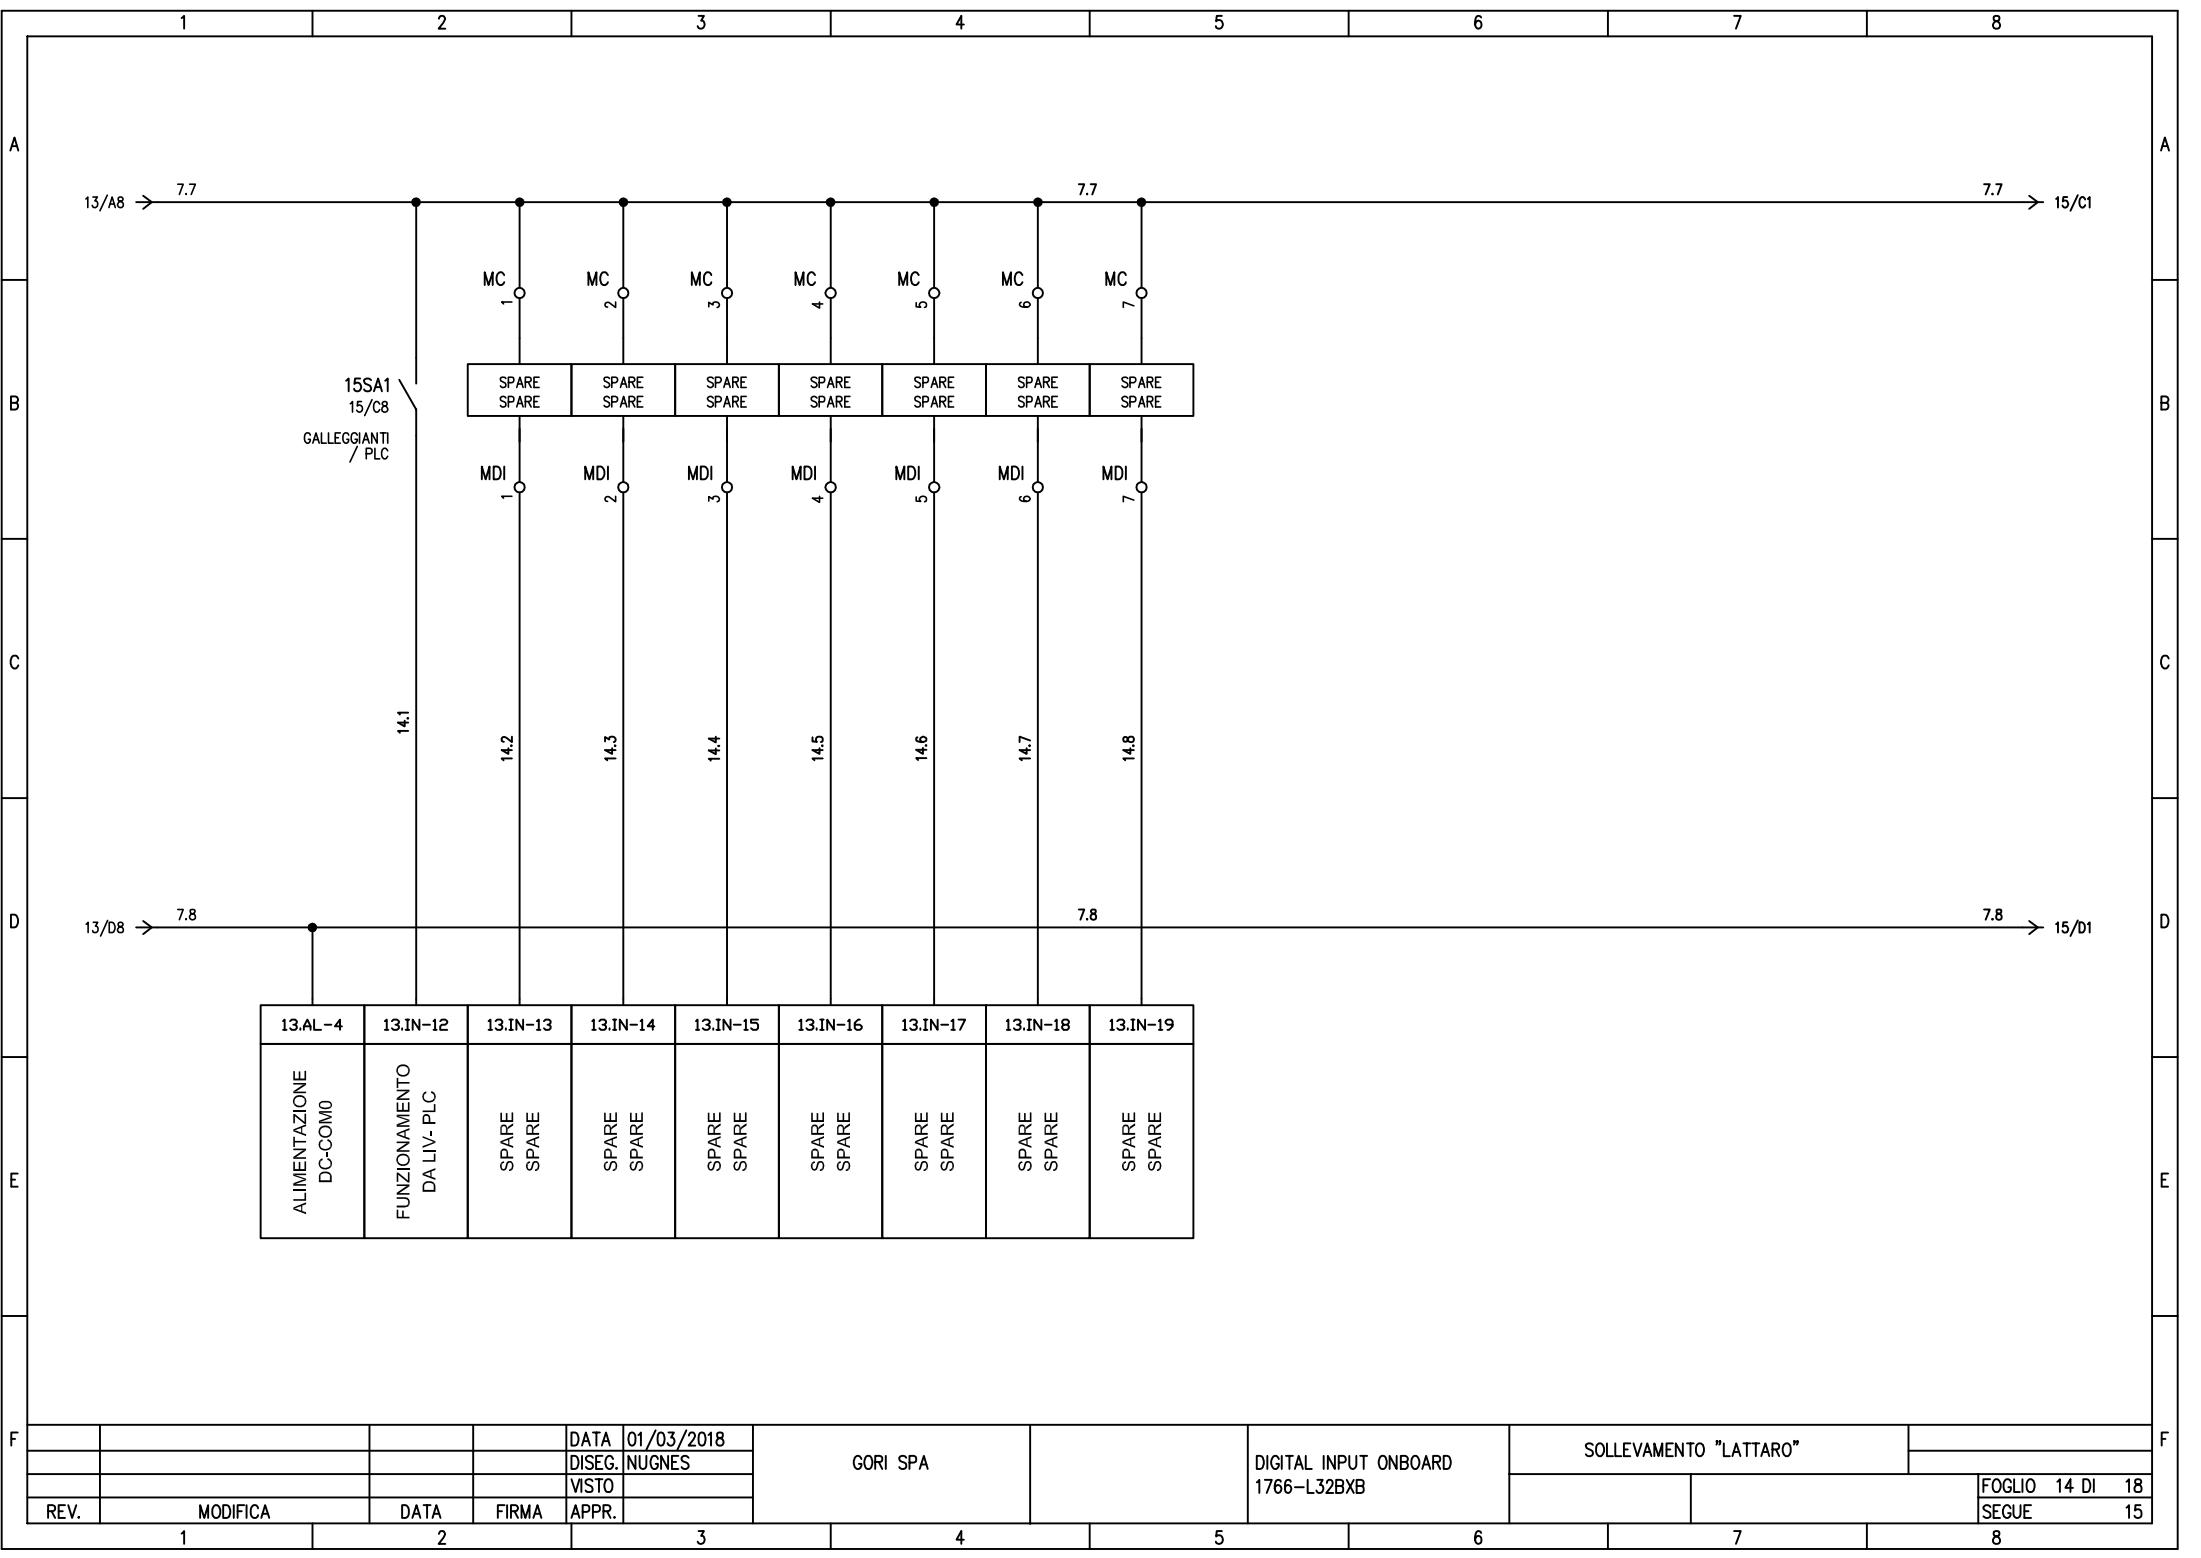 1 2 3 4 5 6 7 8
A A
7.7 7.7 7.7
13/A8 15/C1
MC MC MC MC MC MC MC
1 2 3 4 5 6 7
15SA1
15/C8
GALLEGGIANTI
/ PLC
SPARE SPARE SPARE SPARE SPARE SPARE SPARE
SPARE SPARE SPARE SPARE SPARE SPARE SPARE
B B
MDI MDI MDI MDI MDI MDI MDI
1 2 3 4 5 6 7
C C
14.1 14.2 14.3 14.4 14.5 14.6 14.7 14.8
7.8 7.8 7.8
D D
13/D8 15/D1
13.AL-4 13.IN-12 13.IN-13 13.IN-14 13.IN-15 13.IN-16 13.IN-17 13.IN-18 13.IN-19
ALIMENTAZIONE
DC-COM0
FUNZIONAMENTO
DA LIV- PLC
SPARE
SPARE
SPARE
SPARE
SPARE
SPARE
SPARE
SPARE
SPARE
SPARE
SPARE
SPARE
SPARE
SPARE
E E
F F
DATA 01/03/2018
DISEG. NUGNES
VISTO
REV. MODIFICA DATA FIRMA APPR.
GORI SPA
DIGITAL INPUT ONBOARD
1766-L32BXB
SOLLEVAMENTO "LATTARO"
FOGLIO 14 DI 18
SEGUE 15
1 2 3 4 5 6 7 8